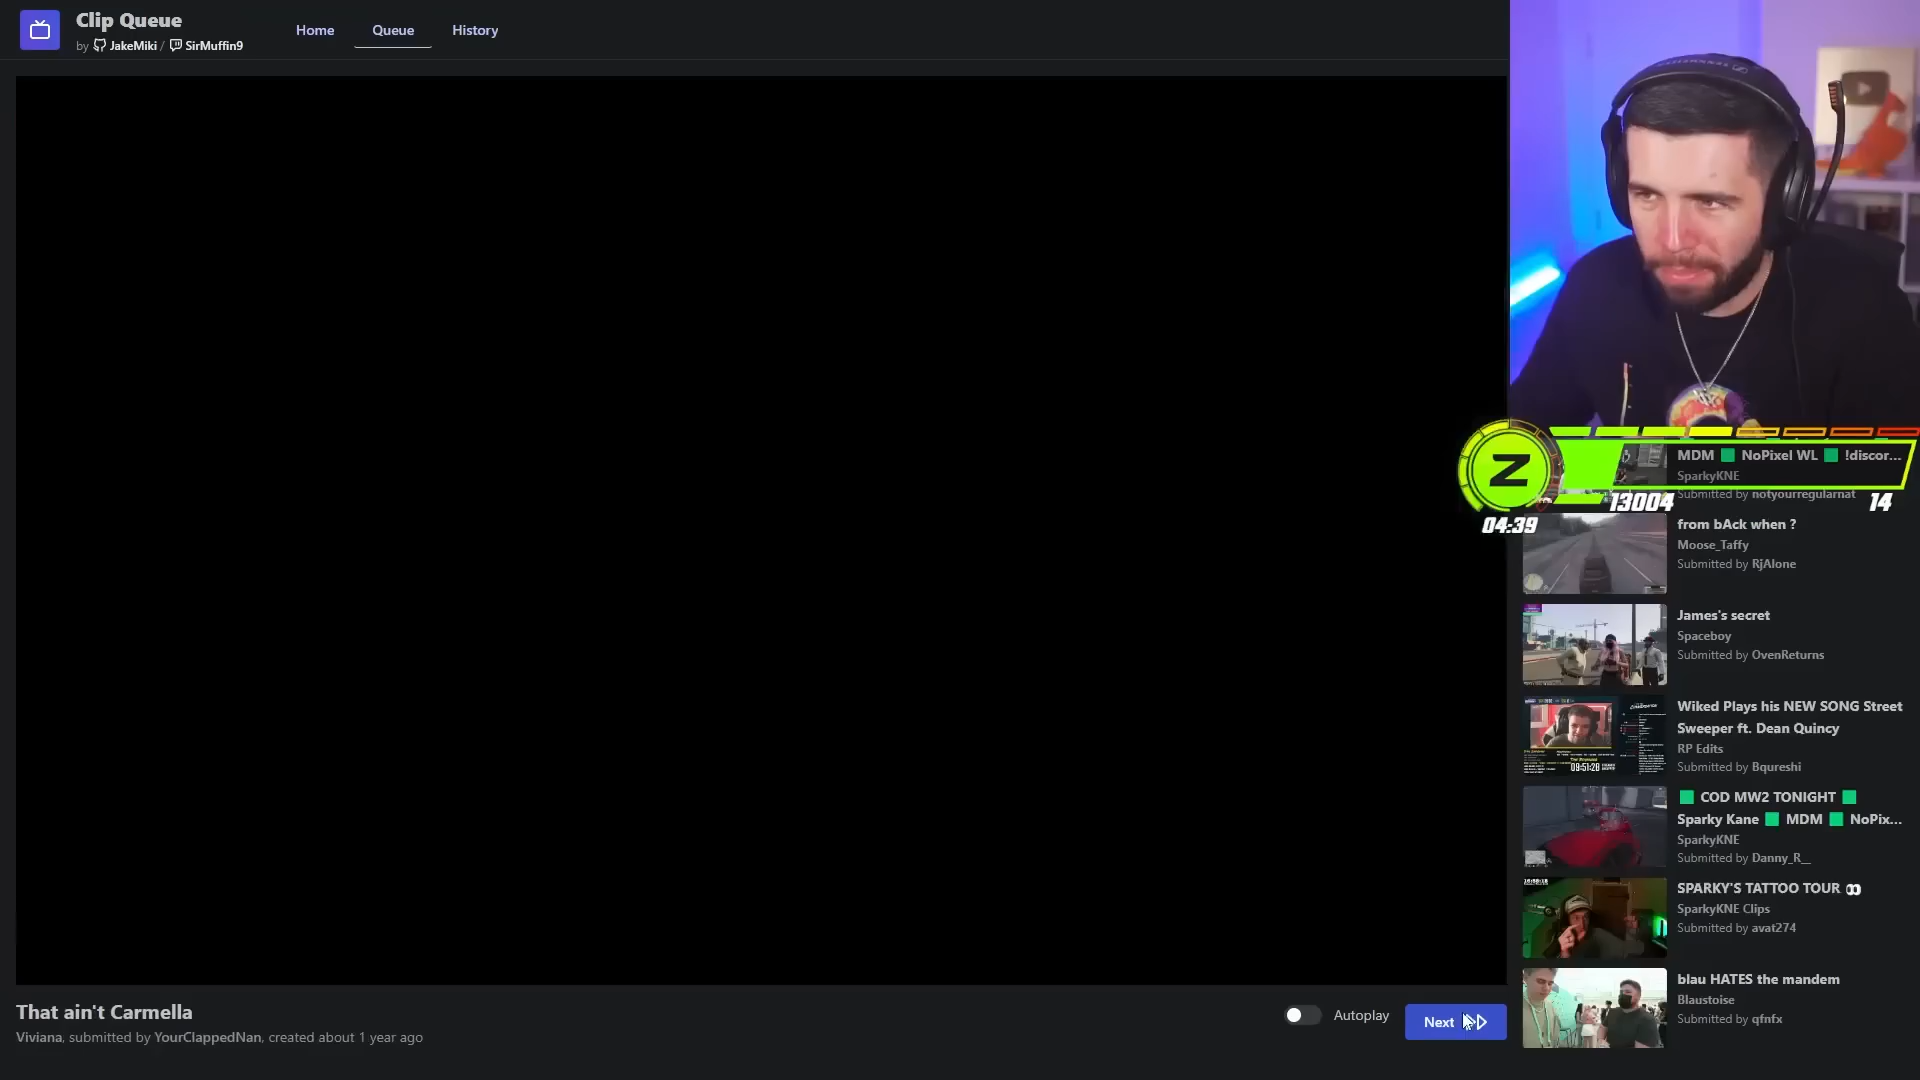 Clip Queue
by JakeMiki / SirMuffin9
Home
Queue
History
MDM NoPixel WL !discor...
SparkyKNE
Submitted by notyourregularnat
Z
13004
14
04:39
from bAck when ?
Moose_Taffy
Submitted by RjAlone
James's secret
Spaceboy
Submitted by OvenReturns
Wiked Plays his NEW SONG Street
Sweeper ft. Dean Quincy
RP Edits
Submitted by Bqureshi
09:51:28
COD MW2 TONIGHT
Sparky Kane MDM NoPix...
SparkyKNE
Submitted by Danny_R__
SPARKY'S TATTOO TOUR 👀
SparkyKNE Clips
Submitted by avat274
blau HATES the mandem
Blaustoise
Submitted by qfnfx
That ain't Carmella
Viviana, submitted by YourClappedNan, created about 1 year ago
Autoplay
Next